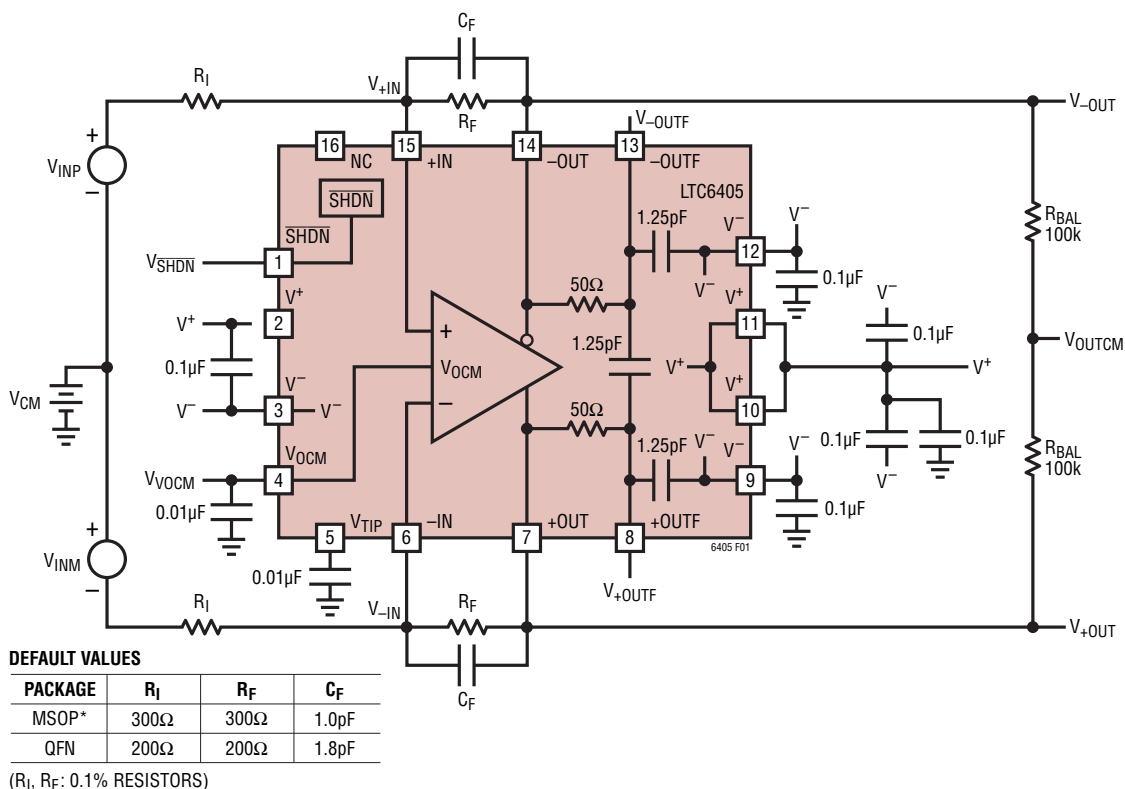 CF
RI
V+IN
RF
V–OUT
V–OUTF
16
NC
15
+IN
14
–OUT
13
–OUTF
VINP
+
–
SHDN
LTC6405
1.25pF
V–
V–
12
V–
0.1µF
RBAL
100k
SHDN
VSHDN
1
V+
V+
2
50Ω
V+
11
V–
0.1µF
+
VOCM
–
1.25pF
V+
V+
VOUTCM
0.1µF
V–
V–
3
V–
VCM
V+
10
50Ω
1.25pF
V–
V–
V–
0.1µF
V–
0.1µF
RBAL
100k
VOCM
VVOCM
4
9
0.01µF
0.1µF
VTIP
5
6
–IN
7
+OUT
8
+OUTF
6405 F01
0.01µF
+
VINM
–
V+OUTF
RI
V–IN
RF
V+OUT
CF
DEFAULT VALUES
PACKAGE RI RF CF
MSOP* 300Ω 300Ω 1.0pF
QFN 200Ω 200Ω 1.8pF
(RI, RF: 0.1% RESISTORS)